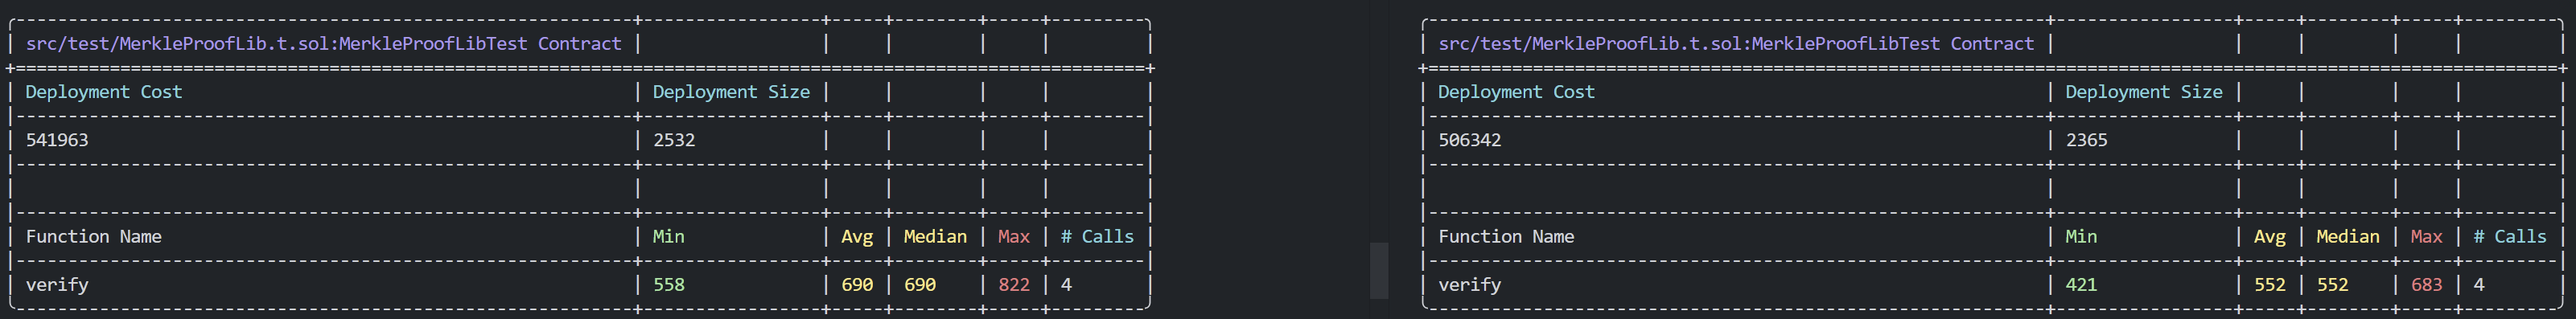 src/test/MerkleProofLib.t.sol:MerkleProofLibTest Contract
Deployment Cost | Deployment Size
541963 | 2532
Function Name | Min | Avg | Median | Max | # Calls
verify | 558 | 690 | 690 | 822 | 4
src/test/MerkleProofLib.t.sol:MerkleProofLibTest Contract
Deployment Cost | Deployment Size
506342 | 2365
Function Name | Min | Avg | Median | Max | # Calls
verify | 421 | 552 | 552 | 683 | 4